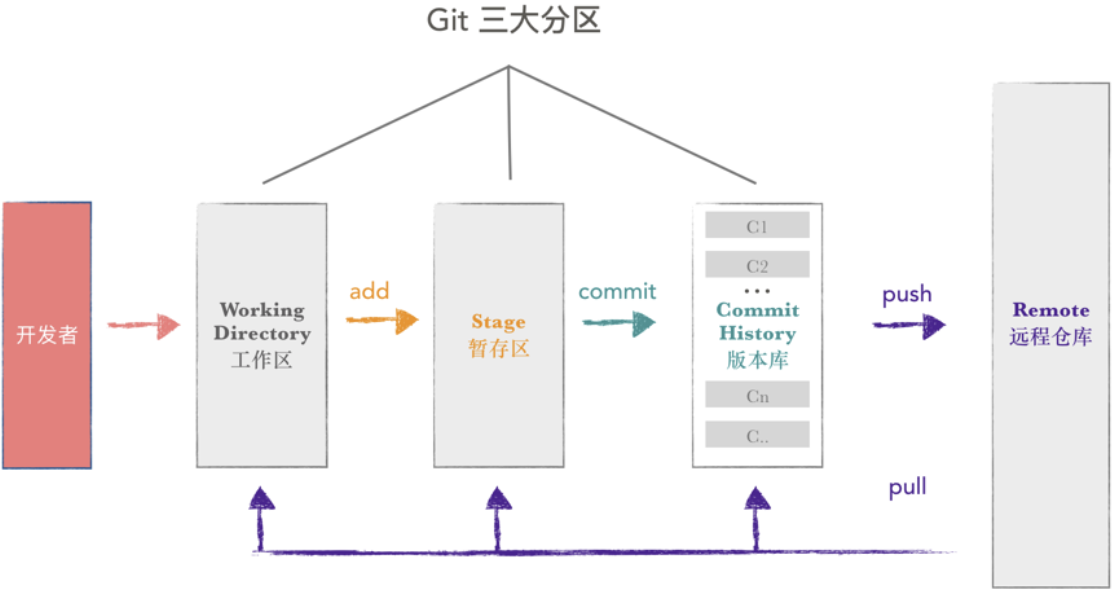 Git 三大分区
开发者
Working
Directory
工作区
add
Stage
暂存区
commit
C1
C2
...
Commit
History
版本库
Cn
C..
push
pull
Remote
远程仓库